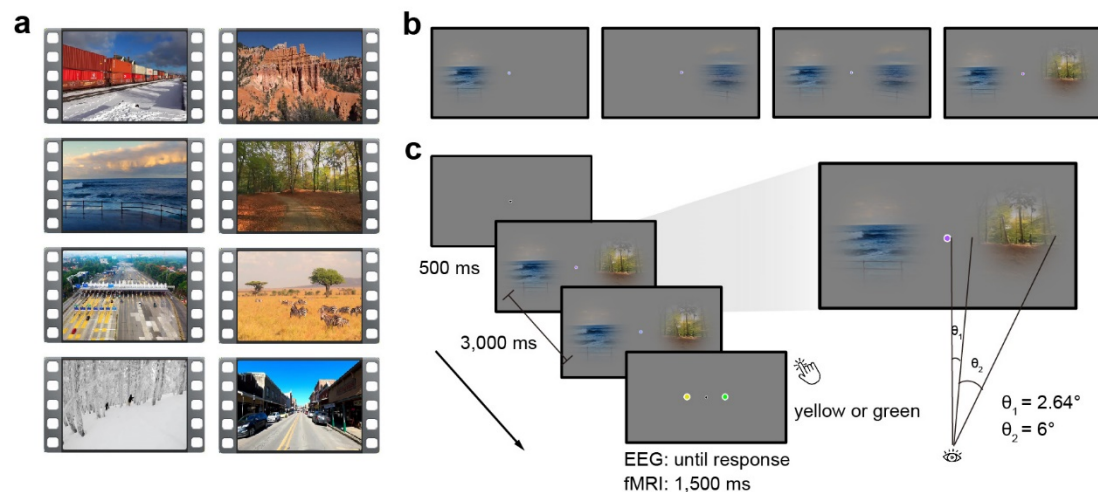 a
b
c
500 ms
3,000 ms
yellow or green
EEG: until response
fMRI: 1,500 ms
θ1
θ2
θ1 = 2.64°
θ2 = 6°